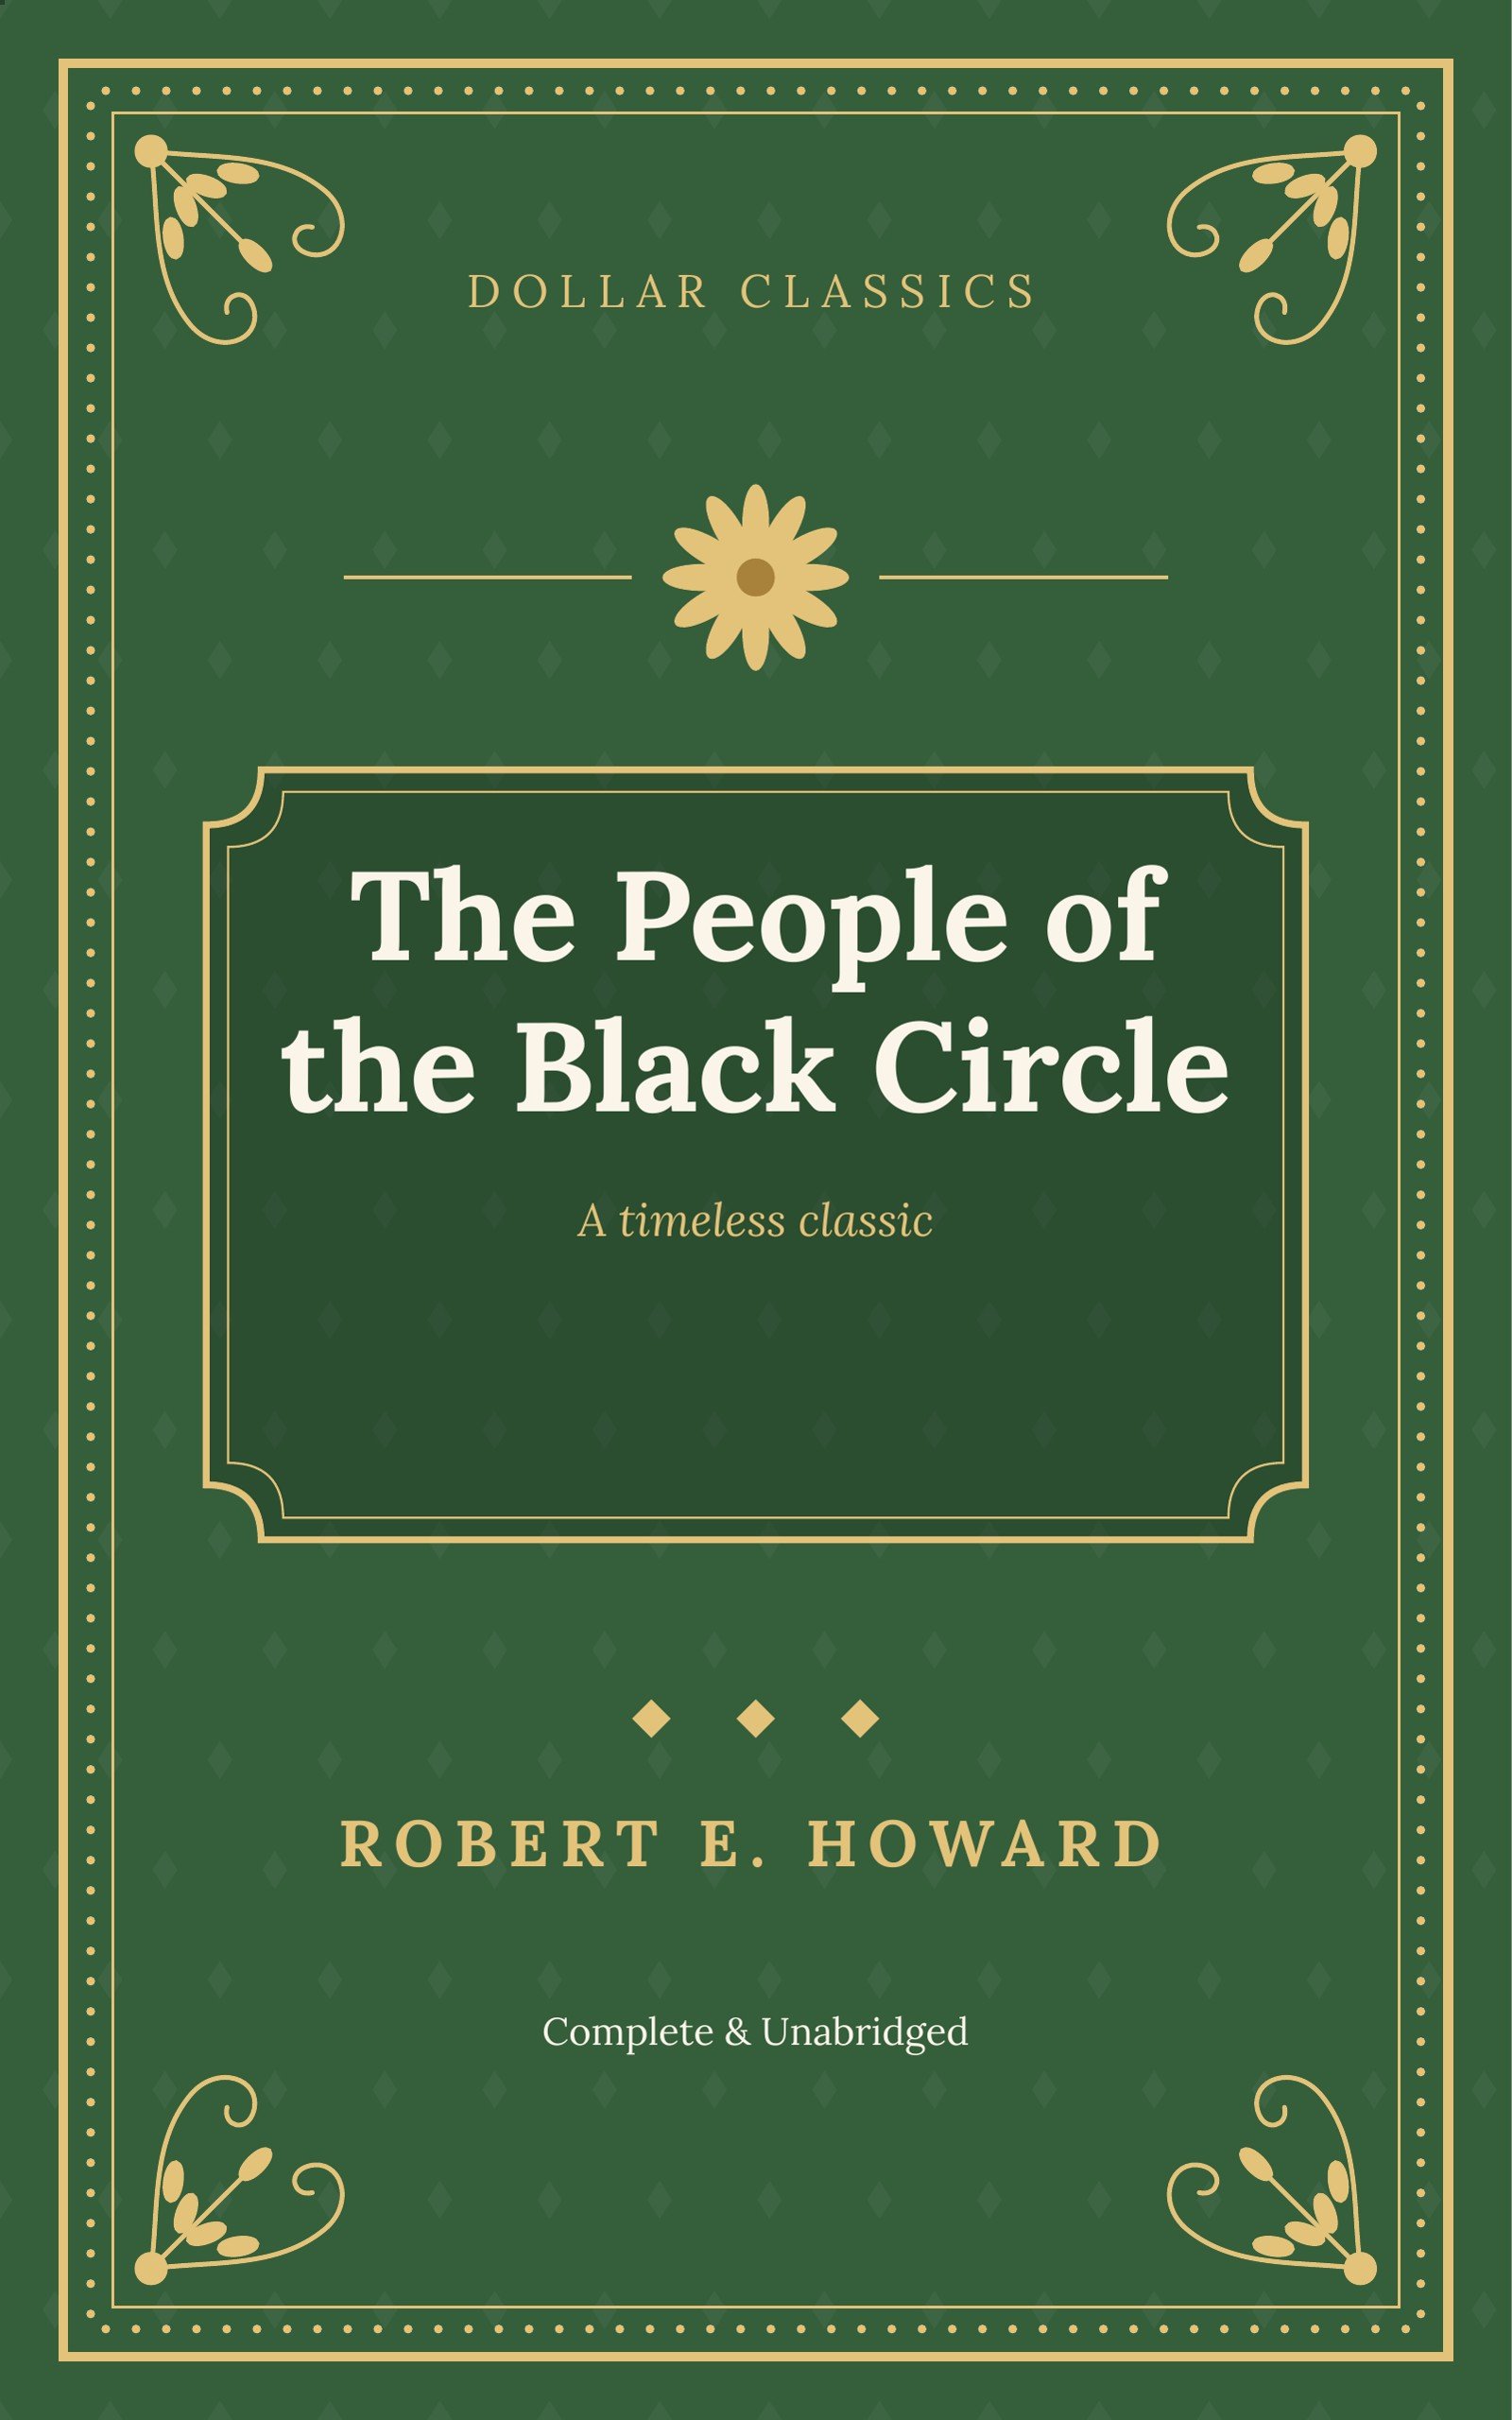 DOLLAR CLASSICS
The People of
the Black Circle
A timeless classic
ROBERT E. HOWARD
Complete & Unabridged